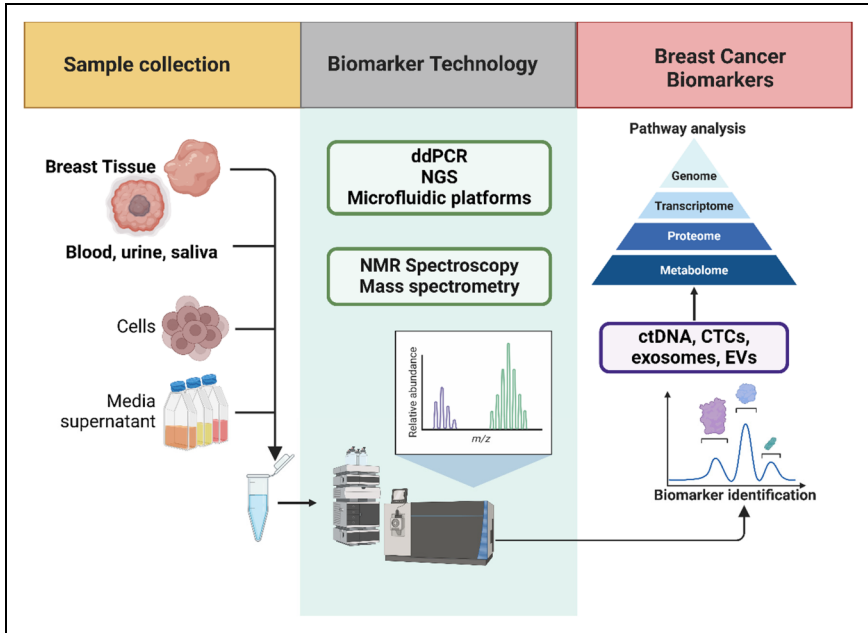 Sample collection
Biomarker Technology
Breast Cancer
Biomarkers
Breast Tissue
Blood, urine, saliva
Cells
Media
supernatant
ddPCR
NGS
Microfluidic platforms
NMR Spectroscopy
Mass spectrometry
Relative abundance
m/z
Pathway analysis
Genome
Transcriptome
Proteome
Metabolome
ctDNA, CTCs,
exosomes, EVs
Biomarker identification